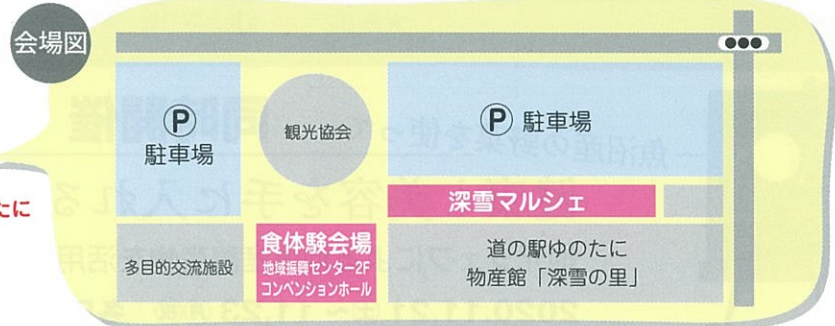 会場図
P
駐車場
観光協会
P 駐車場
たに
深雪マルシェ
多目的交流施設
食体験会場
地域振興センター2F
コンベンションホール
道の駅ゆのたに
物産館「深雪の里」